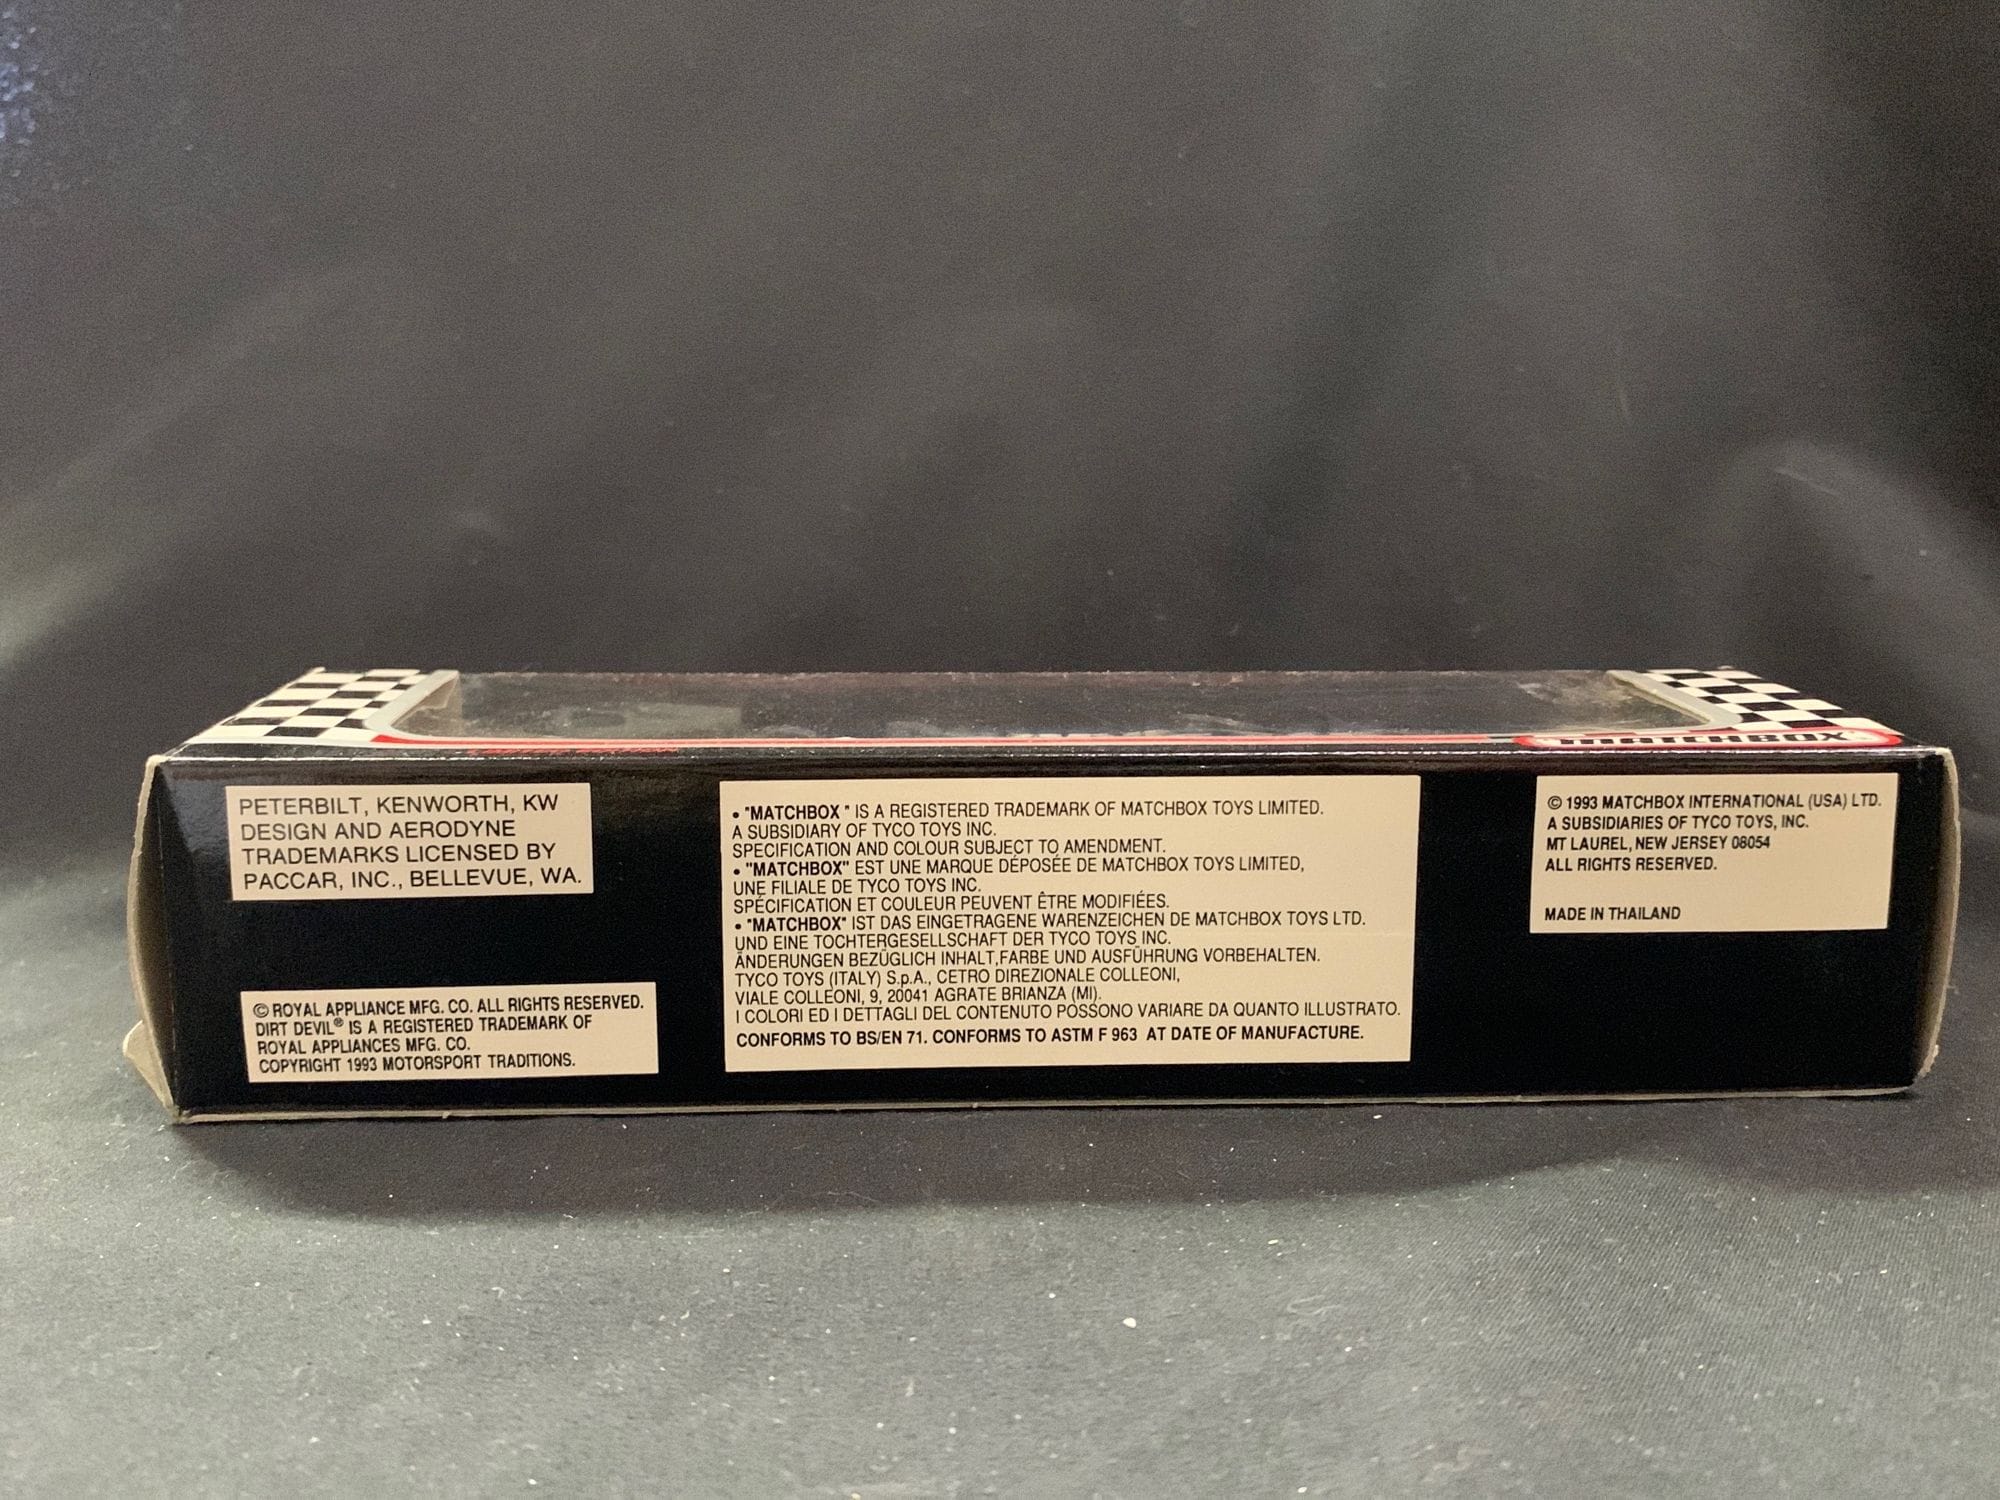 MATCHBOX
PETERBILT, KENWORTH, KW
DESIGN AND AERODYNE
TRADEMARKS LICENSED BY
PACCAR, INC., BELLEVUE, WA.
© ROYAL APPLIANCE MFG. CO. ALL RIGHTS RESERVED.
DIRT DEVIL® IS A REGISTERED TRADEMARK OF
ROYAL APPLIANCES MFG. CO.
COPYRIGHT 1993 MOTORSPORT TRADITIONS.
• "MATCHBOX " IS A REGISTERED TRADEMARK OF MATCHBOX TOYS LIMITED.
A SUBSIDIARY OF TYCO TOYS INC.
SPECIFICATION AND COLOUR SUBJECT TO AMENDMENT.
• "MATCHBOX" EST UNE MARQUE DÉPOSÉE DE MATCHBOX TOYS LIMITED,
UNE FILIALE DE TYCO TOYS INC.
SPÉCIFICATION ET COULEUR PEUVENT ÊTRE MODIFIÉES.
• "MATCHBOX" IST DAS EINGETRAGENE WARENZEICHEN DE MATCHBOX TOYS LTD.
UND EINE TOCHTERGESELLSCHAFT DER TYCO TOYS INC.
ÄNDERUNGEN BEZÜGLICH INHALT,FARBE UND AUSFÜHRUNG VORBEHALTEN.
TYCO TOYS (ITALY) S.p.A., CETRO DIREZIONALE COLLEONI,
VIALE COLLEONI, 9, 20041 AGRATE BRIANZA (MI).
I COLORI ED I DETTAGLI DEL CONTENUTO POSSONO VARIARE DA QUANTO ILLUSTRATO.
CONFORMS TO BS/EN 71. CONFORMS TO ASTM F 963 AT DATE OF MANUFACTURE.
© 1993 MATCHBOX INTERNATIONAL (USA) LTD.
A SUBSIDIARIES OF TYCO TOYS, INC.
MT LAUREL, NEW JERSEY 08054
ALL RIGHTS RESERVED.
MADE IN THAILAND